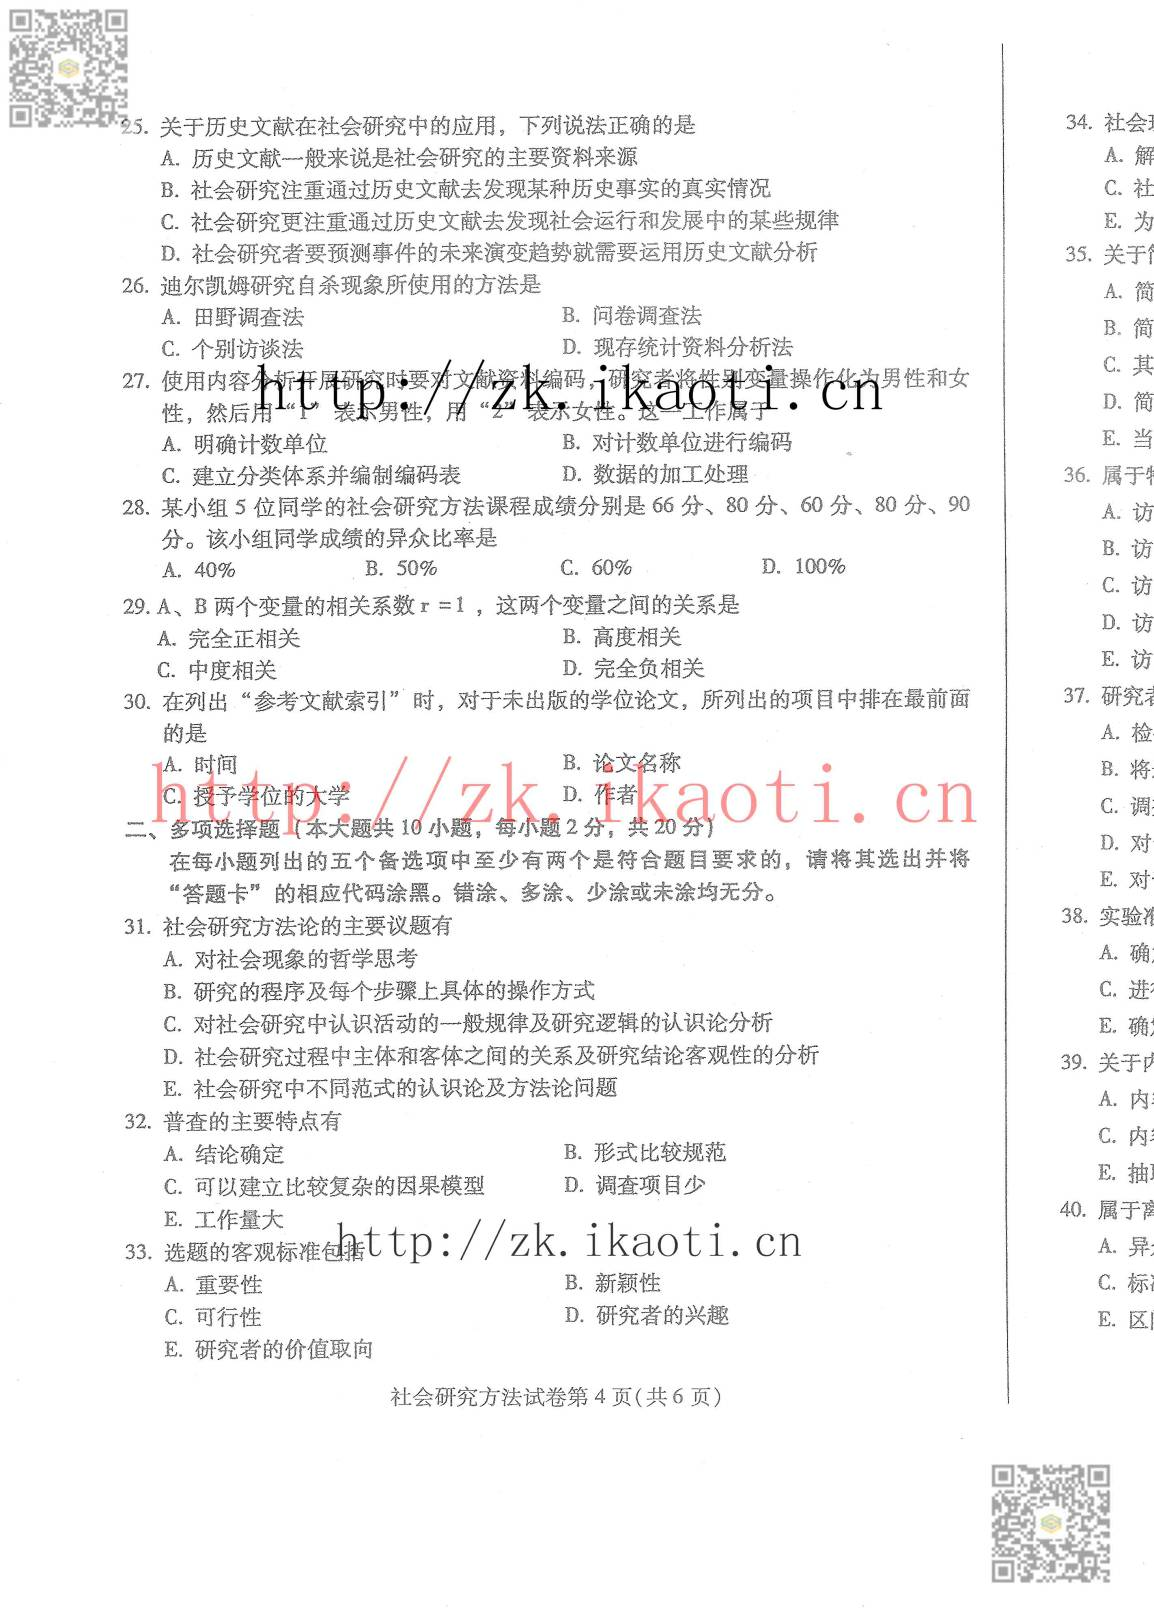 25. 关于历史文献在社会研究中的应用，下列说法正确的是
A. 历史文献一般来说是社会研究的主要资料来源
B. 社会研究注重通过历史文献去发现某种历史事实的真实情况
C. 社会研究更注重通过历史文献去发现社会运行和发展中的某些规律
D. 社会研究者要预测事件的未来演变趋势就需要运用历史文献分析
26. 迪尔凯姆研究自杀现象所使用的方法是
A. 田野调查法 B. 问卷调查法
C. 个别访谈法 D. 现存统计资料分析法
http://zk.ikaoti.cn
27. 使用内容分析开展研究时要对文献资料编码，研究者将性别变量操作化为男性和女
性，然后用“1”表示男性，用“2”表示女性。这一工作属于
A. 明确计数单位 B. 对计数单位进行编码
C. 建立分类体系并编制编码表 D. 数据的加工处理
28. 某小组 5 位同学的社会研究方法课程成绩分别是 66 分、80 分、60 分、80 分、90
分。该小组同学成绩的异众比率是
A. 40% B. 50% C. 60% D. 100%
29. A、B 两个变量的相关系数 r =1 ，这两个变量之间的关系是
A. 完全正相关 B. 高度相关
C. 中度相关 D. 完全负相关
30. 在列出“参考文献索引”时，对于未出版的学位论文，所列出的项目中排在最前面
的是
A. 时间 B. 论文名称
http://zk.ikaoti.cn
C. 授予学位的大学 D. 作者
二、多项选择题（本大题共 10 小题，每小题 2 分，共 20 分）
在每小题列出的五个备选项中至少有两个是符合题目要求的，请将其选出并将
“答题卡”的相应代码涂黑。错涂、多涂、少涂或未涂均无分。
31. 社会研究方法论的主要议题有
A. 对社会现象的哲学思考
B. 研究的程序及每个步骤上具体的操作方式
C. 对社会研究中认识活动的一般规律及研究逻辑的认识论分析
D. 社会研究过程中主体和客体之间的关系及研究结论客观性的分析
E. 社会研究中不同范式的认识论及方法论问题
32. 普查的主要特点有
A. 结论确定 B. 形式比较规范
C. 可以建立比较复杂的因果模型 D. 调查项目少
E. 工作量大
http://zk.ikaoti.cn
33. 选题的客观标准包括
A. 重要性 B. 新颖性
C. 可行性 D. 研究者的兴趣
E. 研究者的价值取向
社会研究方法试卷第 4 页（共 6 页）
34. 社会
A. 解
C. 社
E. 为
35. 关于
A. 简
B. 简
C. 其
D. 简
E. 当
36. 属于
A. 访
B. 访
C. 访
D. 访
E. 访
37. 研究
A. 检
B. 将
C. 调
D. 对
E. 对
38. 实验
A. 确
C. 进
E. 确
39. 关于内
A. 内
C. 内
E. 抽
40. 属于离
A. 异
C. 标
E. 区